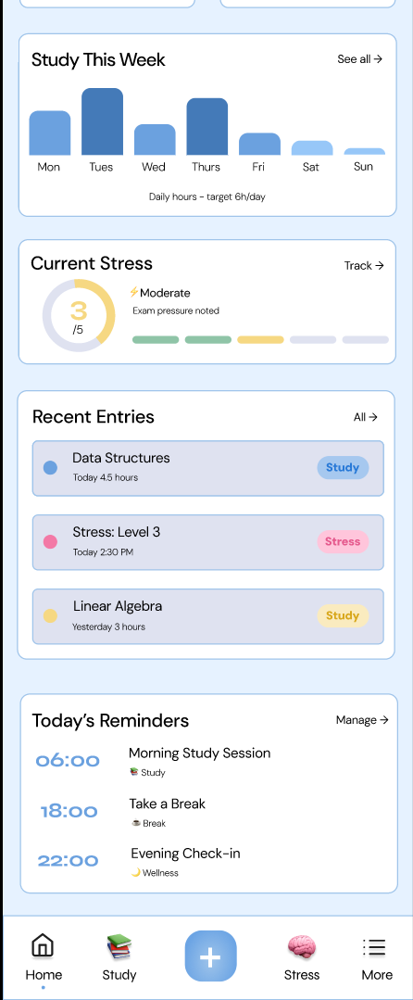 Study This Week
See all →
Mon Tues Wed Thurs Fri Sat Sun
Daily hours - target 6h/day
Current Stress
Track →
3
/5
⚡Moderate
Exam pressure noted
Recent Entries
All →
Data Structures
Today 4.5 hours
Study
Stress: Level 3
Today 2:30 PM
Stress
Linear Algebra
Yesterday 3 hours
Study
Today's Reminders
Manage →
06:00
Morning Study Session
📚 Study
18:00
Take a Break
☕ Break
22:00
Evening Check-in
🌙 Wellness
Home Study + Stress More